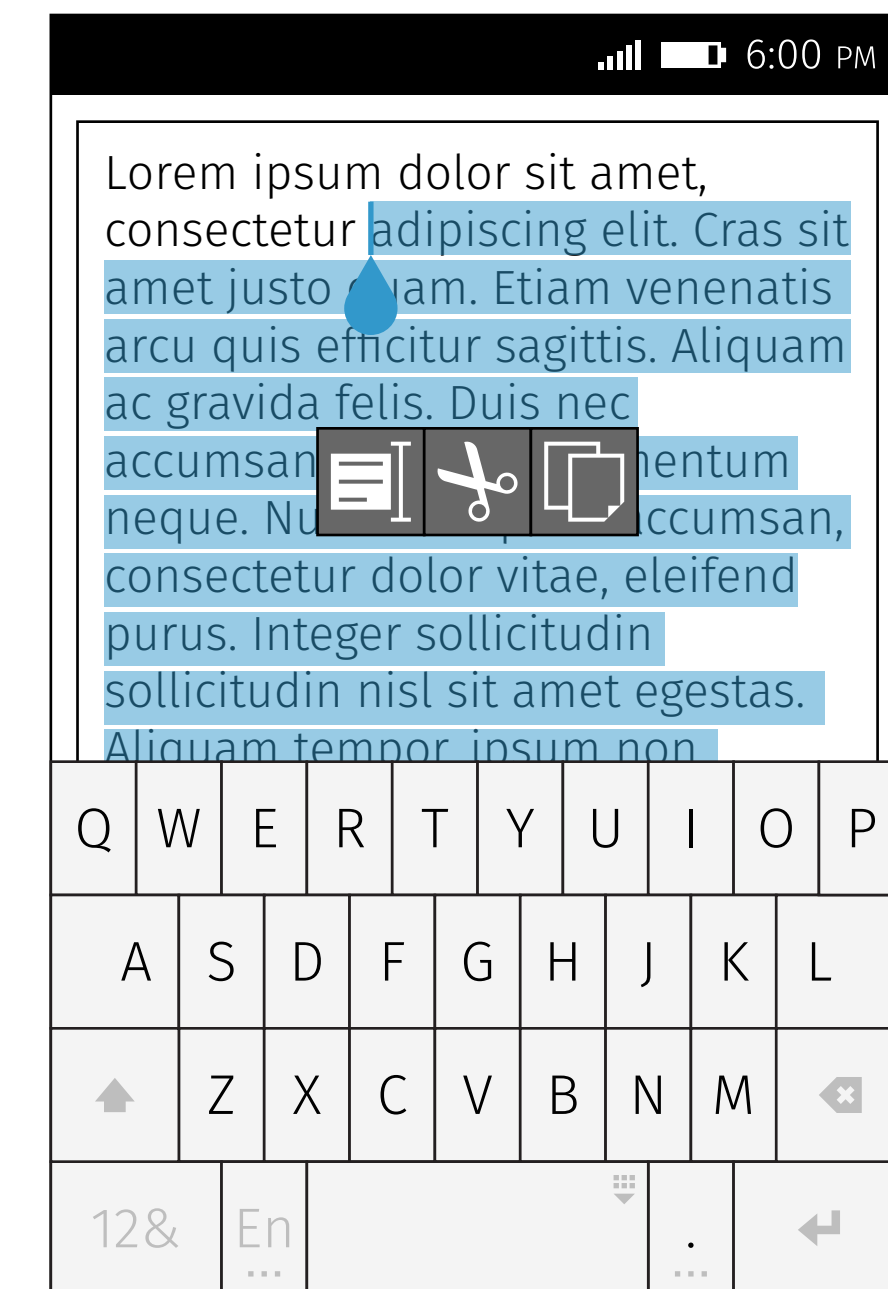 6:00 PM
Lorem ipsum dolor sit amet,
consectetur adipiscing elit. Cras sit
amet justo quam. Etiam venenatis
arcu quis efficitur sagittis. Aliquam
ac gravida felis. Duis nec
accumsan
neque.
accumsan,
consectetur dolor vitae, eleifend
purus. Integer sollicitudin
sollicitudin nisl sit amet egestas.
Aliquam tempor, ipsum non
Q W E R T Y U I O P
A S D F G H J K L
Z X C V B N M
12& En .